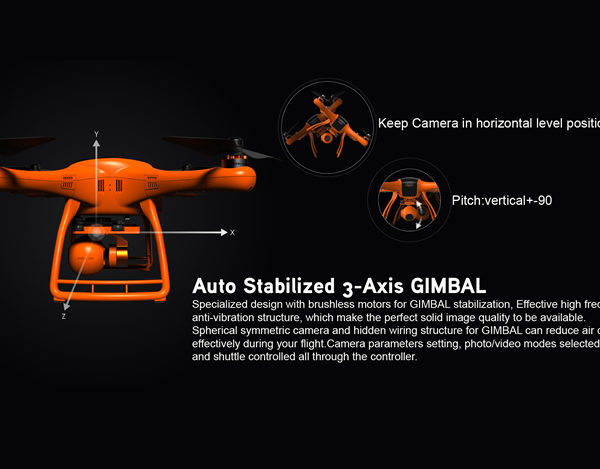 Keep Camera in horizontal level positio
Pitch:vertical+-90
Y
X
Z
Auto Stabilized 3-Axis GIMBAL
Specialized design with brushless motors for GIMBAL stabilization, Effective high fre
anti-vibration structure, which make the perfect solid image quality to be available.
Spherical symmetric camera and hidden wiring structure for GIMBAL can reduce air
effectively during your flight.Camera parameters setting, photo/video modes selected
and shuttle controlled all through the controller.